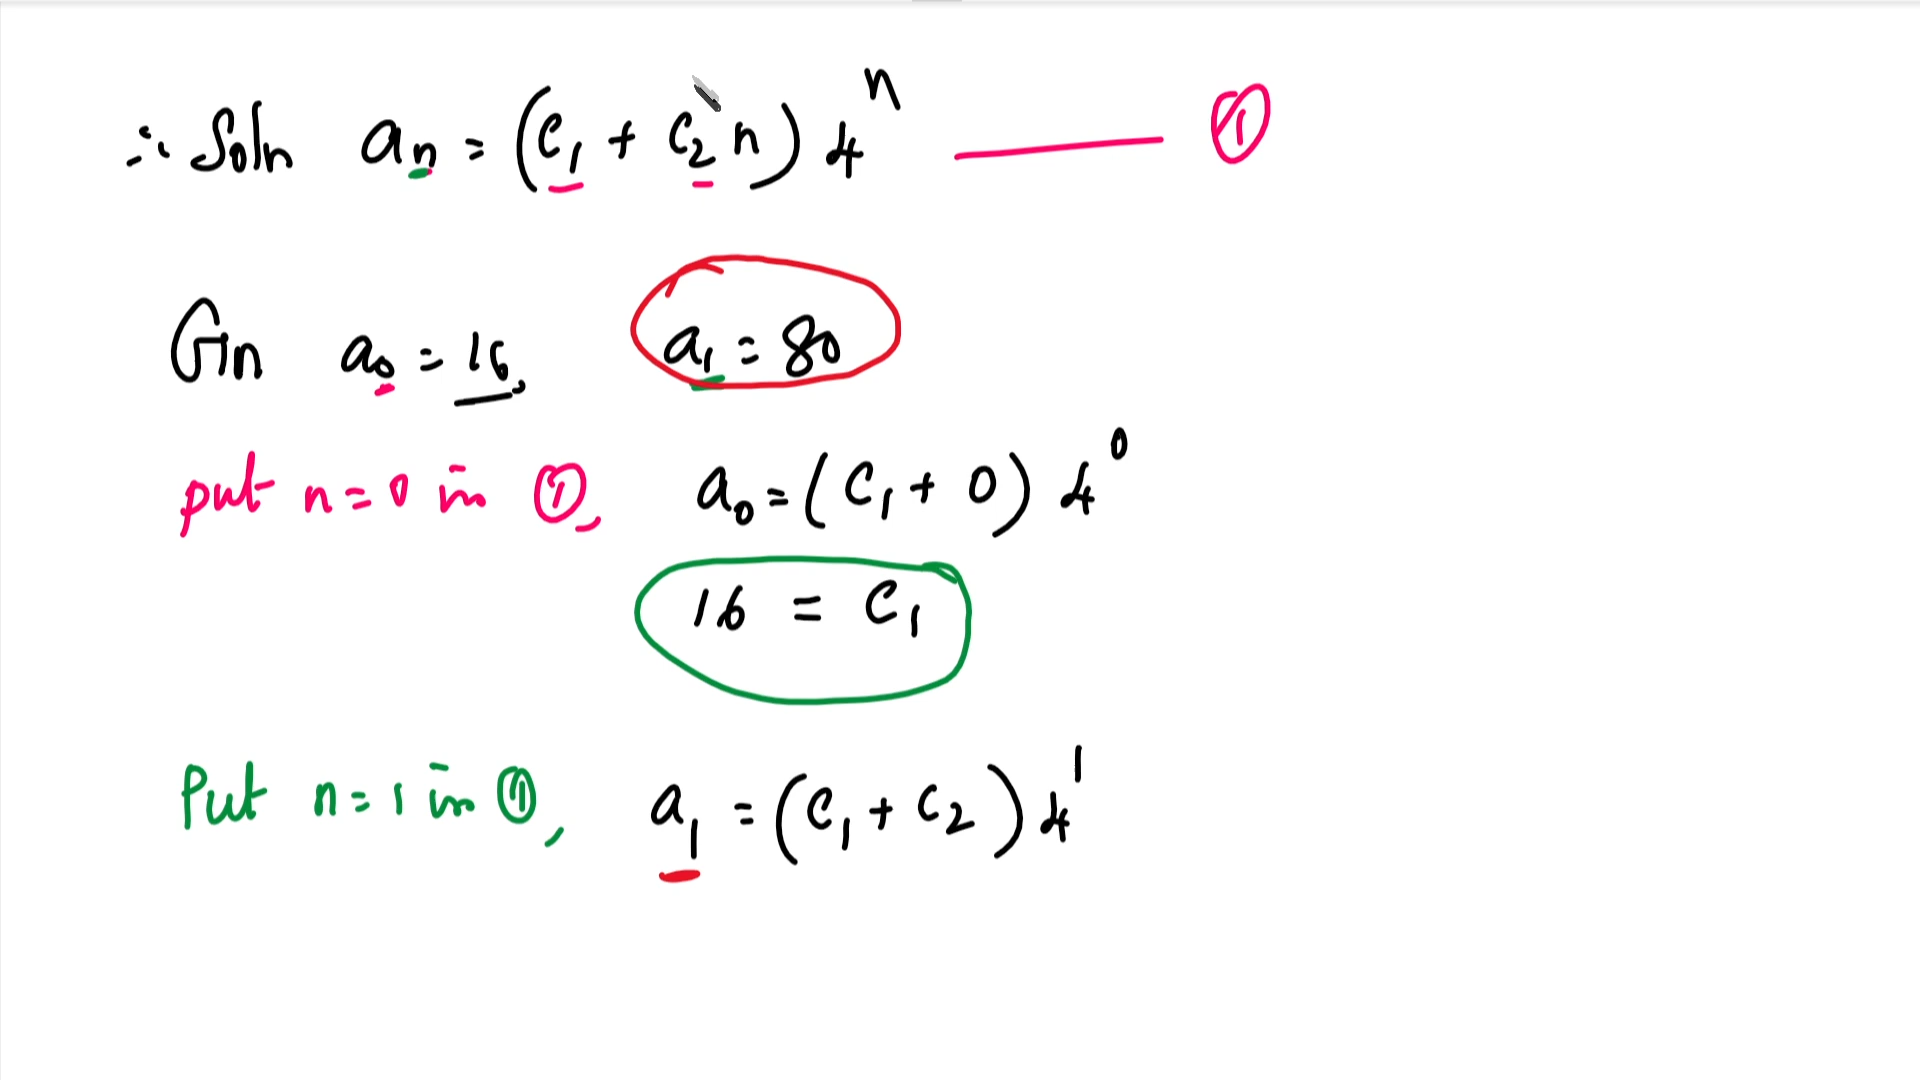 ∴ Soln aₙ = (C₁ + C₂n) 4ⁿ ——— ①
Gn a₀ = 16, a₁ = 80
put n=0 in ①, a₀ = (C₁ + 0) 4⁰
16 = C₁
Put n=1 in ①, a₁ = (C₁ + C₂) 4¹